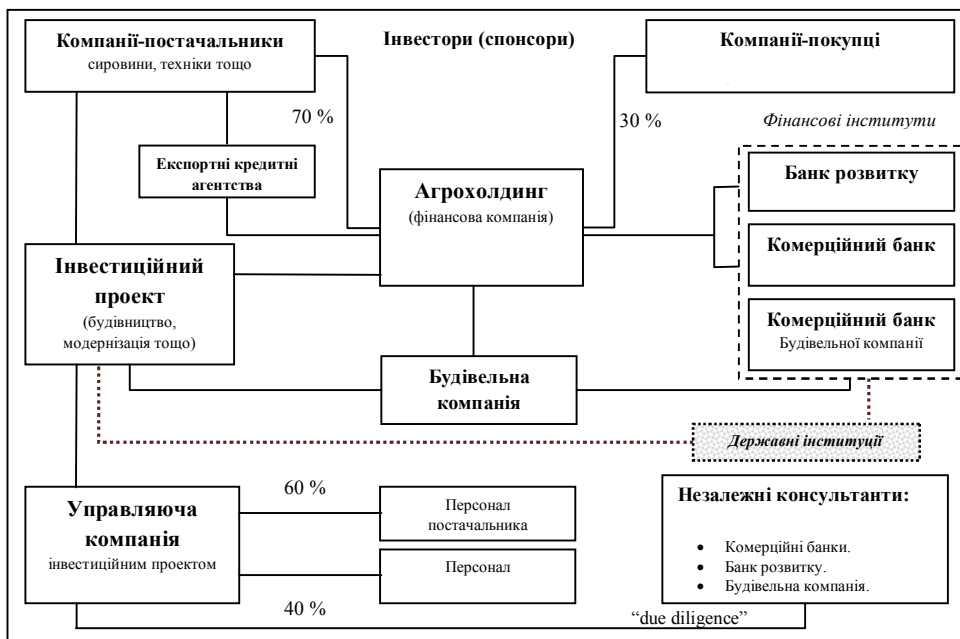 Компанії-постачальники
сировини, техніки тощо
Інвестори (спонсори)
Компанії-покупці
70 %
30 %
Фінансові інститути
Експортні кредитні
агентства
Агрохолдинг
(фінансова компанія)
Банк розвитку
Комерційний банк
Інвестиційний
проект
(будівництво,
модернізація тощо)
Комерційний банк
Будівельної компанії
Будівельна
компанія
Державні інституції
60 %
Управляюча
компанія
інвестиційним проектом
Персонал
постачальника
Персонал
40 %
Незалежні консультанти:
• Комерційні банки.
• Банк розвитку.
• Будівельна компанія.
“due diligence”